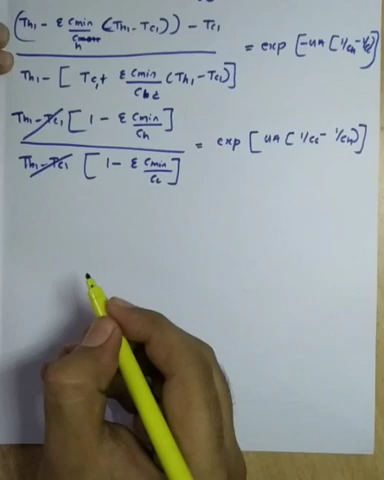 (Th₁ - ε Cmin/Ch (Th₁ - Tc₁)) - Tc₁ / Th₁ - [Tc₁ + ε Cmin/Cc (Th₁ - Tc₁)] = exp[-UA[1/Ch - 1/Cc]]
Th₁ - Tc₁ [1 - ε Cmin/Ch] / Th₁ - Tc₁ [1 - ε Cmin/Cc] = exp[UA[1/Cc - 1/Ch)]